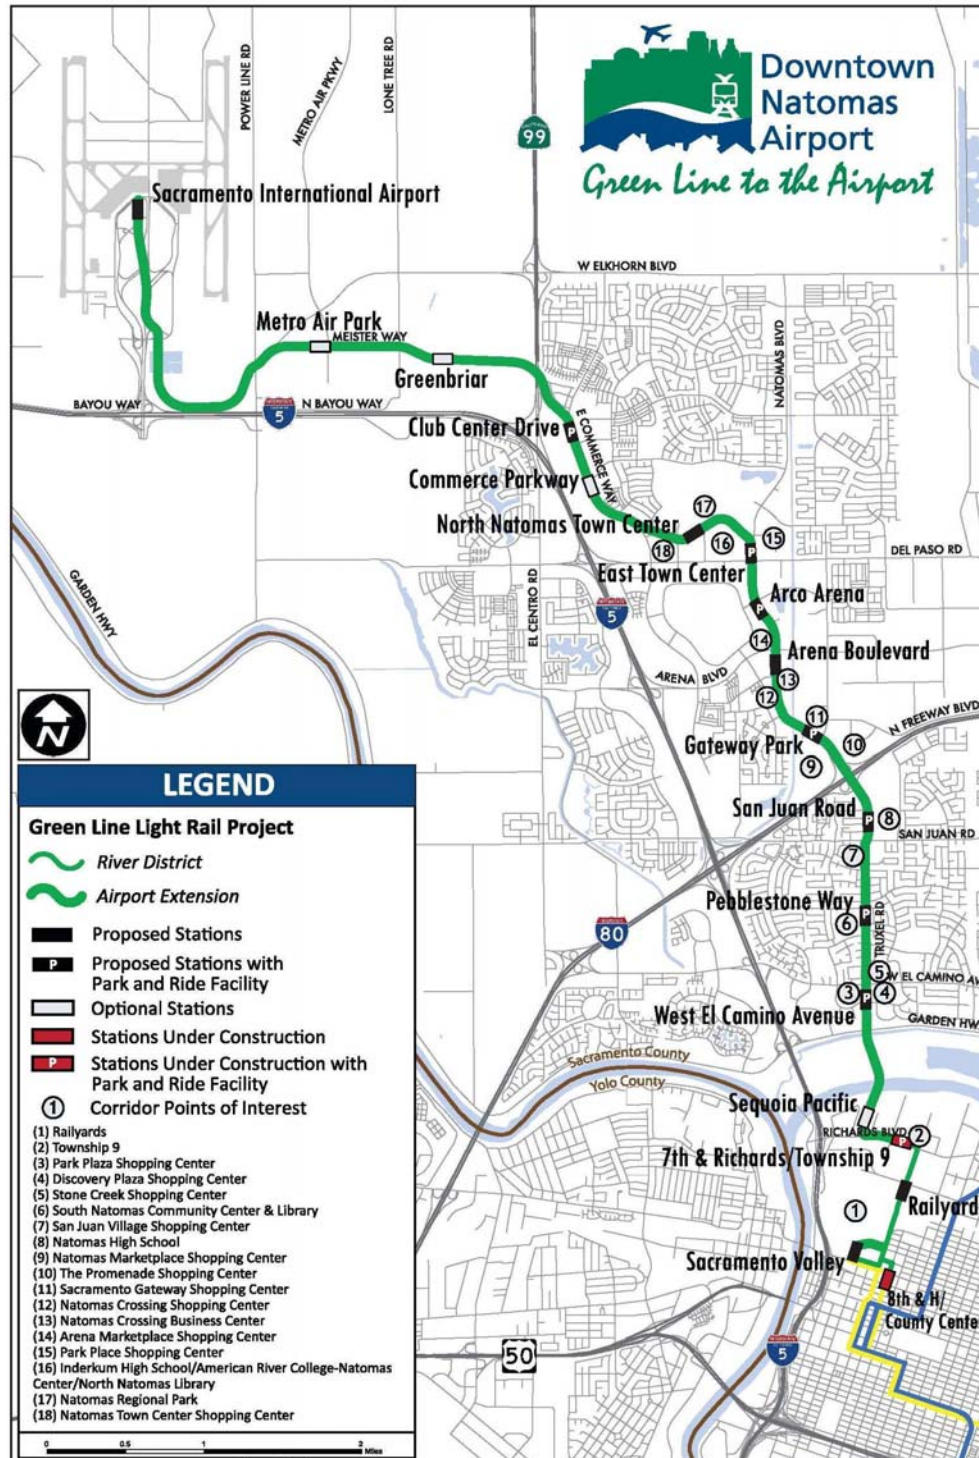 Downtown
Natomas
Airport
Green Line to the Airport
POWER LINE RD
METRO AIR PKWY
LONE TREE RD
CALIFORNIA
99
Sacramento International Airport
W ELKHORN BLVD
Metro Air Park
MEISTER WAY
Greenbriar
NATOMAS BLVD
BAYOU WAY
N BAYOU WAY
5
Club Center Drive
P
E COMMERCE WAY
Commerce Parkway
North Natomas Town Center
17
18
16
15
East Town Center
P
DEL PASO RD
GARDEN HWY
EL CENTRO RD
5
Arco Arena
P
14
Arena Boulevard
ARENA BLVD
13
12
11
N FREEWAY BLVD
Gateway Park
P
10
9
N
San Juan Road
P
8
SAN JUAN RD
7
Pebblestone Way
P
6
TRUXEL RD
80
5
W EL CAMINO AV
3
P
4
West El Camino Avenue
GARDEN HW
Sacramento County
Yolo County
Sequoia Pacific
RICHARDS BLVD
P
2
7th & Richards/Township 9
1
Railyard
Sacramento Valley
8th & H/
County Cente
50
5
LEGEND
Green Line Light Rail Project
River District
Airport Extension
Proposed Stations
P Proposed Stations with
Park and Ride Facility
Optional Stations
Stations Under Construction
P Stations Under Construction with
Park and Ride Facility
1 Corridor Points of Interest
(1) Railyards
(2) Township 9
(3) Park Plaza Shopping Center
(4) Discovery Plaza Shopping Center
(5) Stone Creek Shopping Center
(6) South Natomas Community Center & Library
(7) San Juan Village Shopping Center
(8) Natomas High School
(9) Natomas Marketplace Shopping Center
(10) The Promenade Shopping Center
(11) Sacramento Gateway Shopping Center
(12) Natomas Crossing Shopping Center
(13) Natomas Crossing Business Center
(14) Arena Marketplace Shopping Center
(15) Park Place Shopping Center
(16) Inderkum High School/American River College-Natomas
Center/North Natomas Library
(17) Natomas Regional Park
(18) Natomas Town Center Shopping Center
0 0.5 1 2
Miles